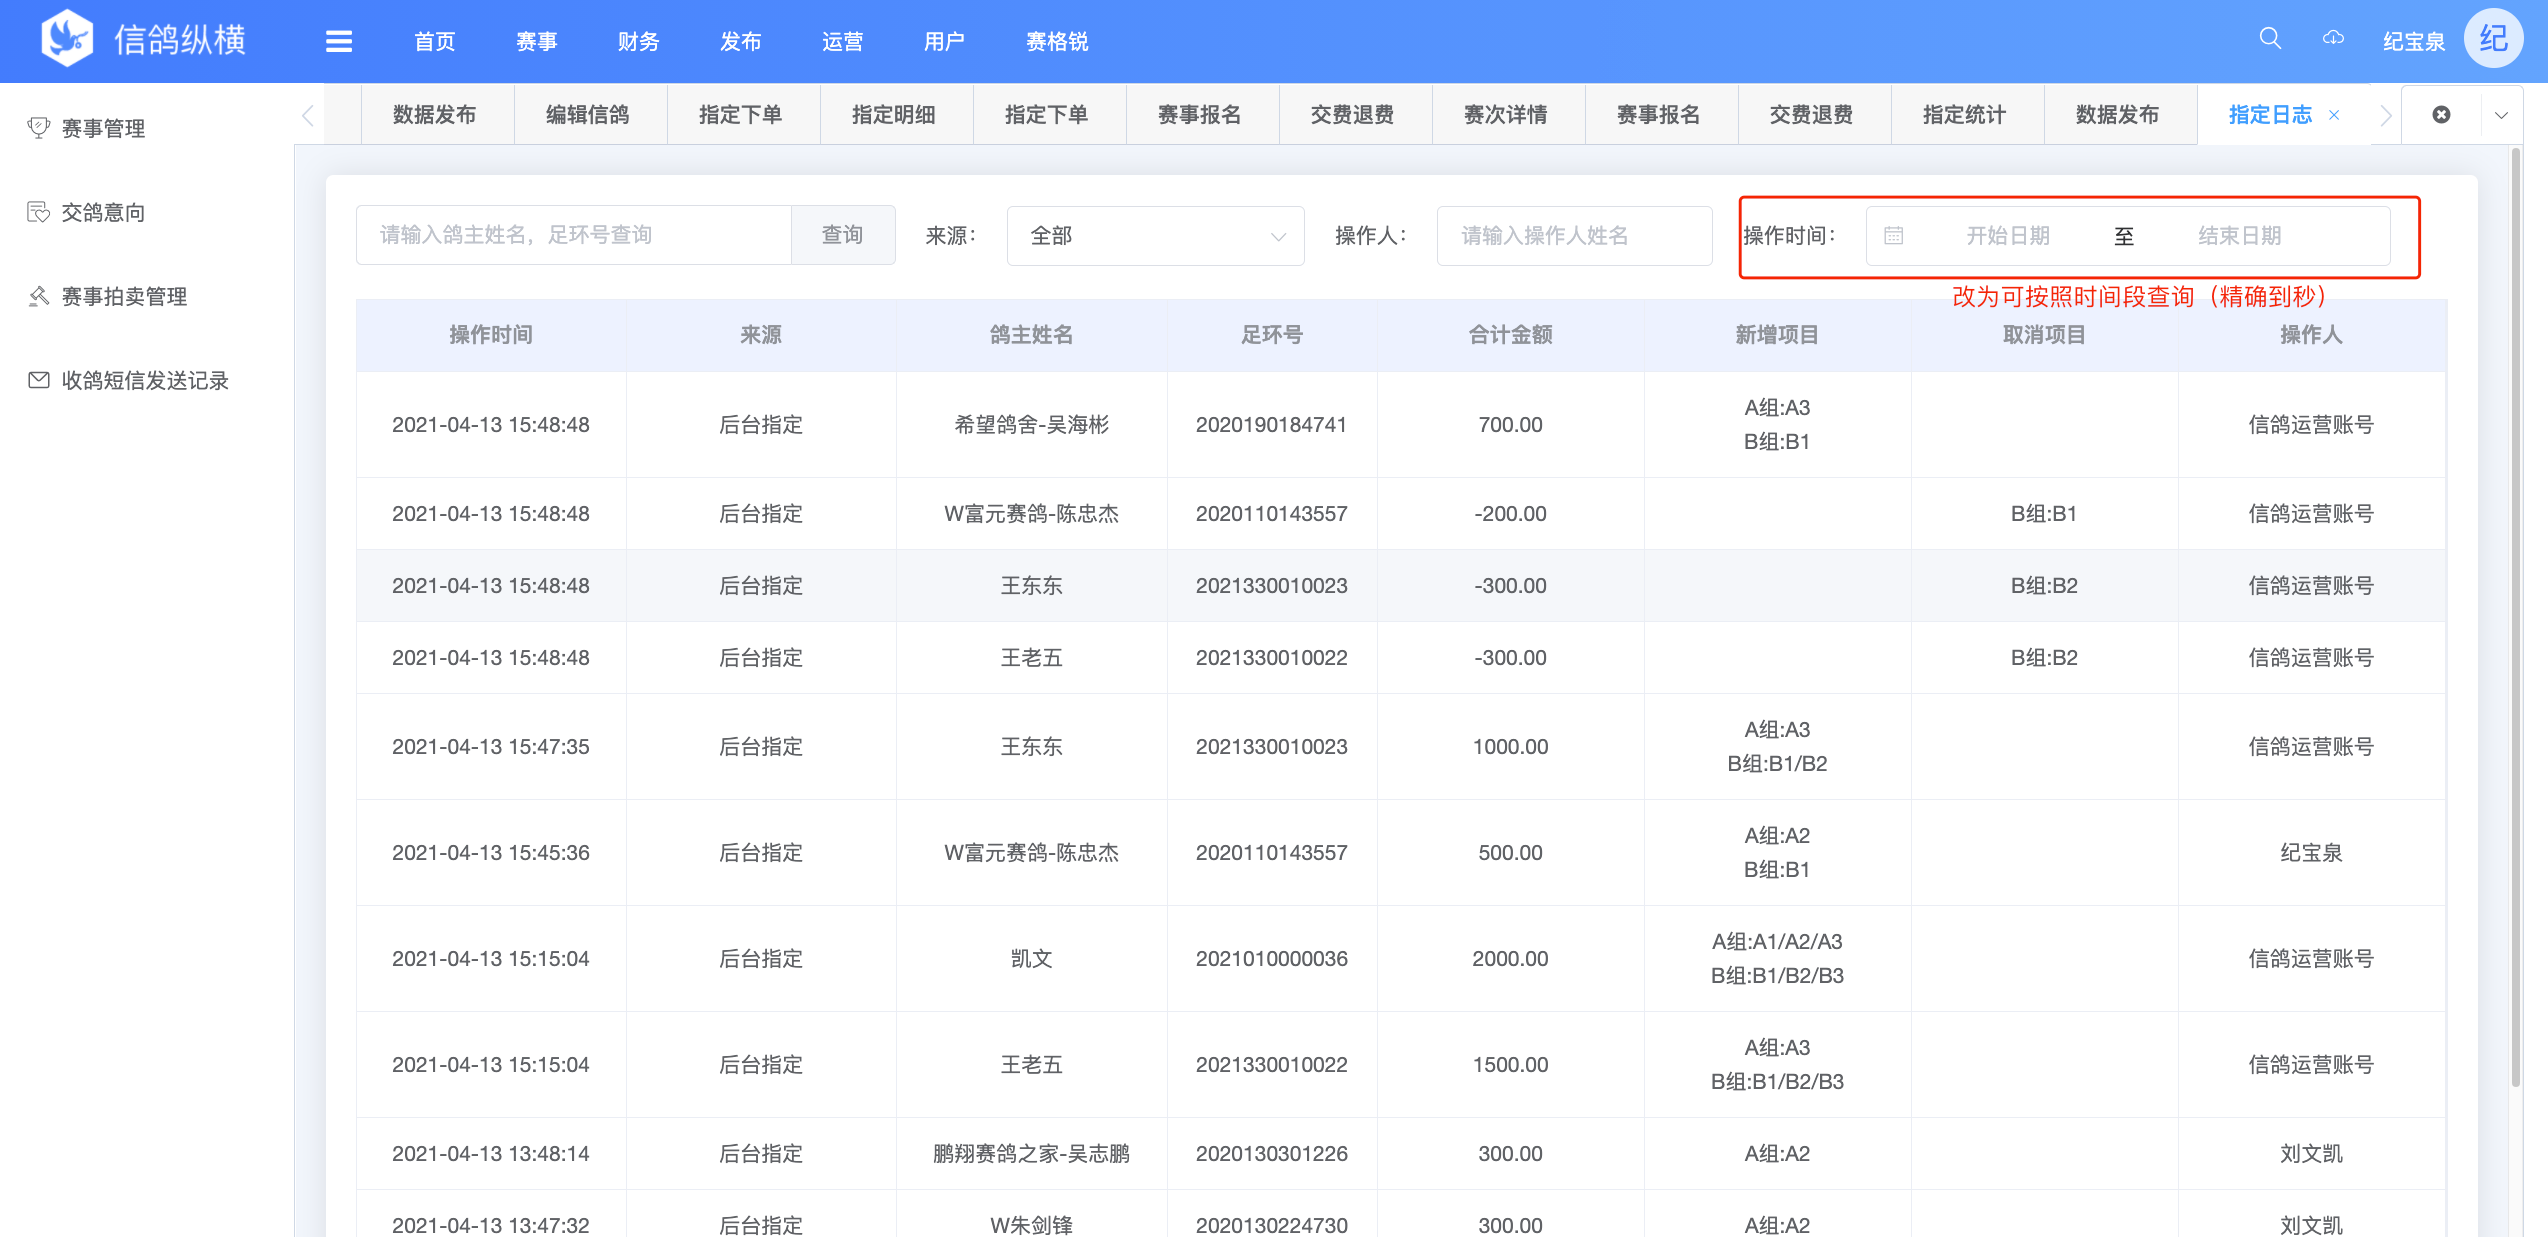 信鸽纵横
首页 赛事 财务 发布 运营 用户 赛格锐
纪宝泉 纪
赛事管理
交鸽意向
赛事拍卖管理
收鸽短信发送记录
数据发布 编辑信鸽 指定下单 指定明细 指定下单 赛事报名 交费退费 赛次详情 赛事报名 交费退费 指定统计 数据发布 指定日志
请输入鸽主姓名，足环号查询 查询 来源： 全部 操作人： 请输入操作人姓名 操作时间： 开始日期 至 结束日期
改为可按照时间段查询（精确到秒）
操作时间 来源 鸽主姓名 足环号 合计金额 新增项目 取消项目 操作人
2021-04-13 15:48:48 后台指定 希望鸽舍-吴海彬 2020190184741 700.00 A组:A3 信鸽运营账号
B组:B1
2021-04-13 15:48:48 后台指定 W富元赛鸽-陈忠杰 2020110143557 -200.00 B组:B1 信鸽运营账号
2021-04-13 15:48:48 后台指定 王东东 2021330010023 -300.00 B组:B2 信鸽运营账号
2021-04-13 15:48:48 后台指定 王老五 2021330010022 -300.00 B组:B2 信鸽运营账号
2021-04-13 15:47:35 后台指定 王东东 2021330010023 1000.00 A组:A3 信鸽运营账号
B组:B1/B2
2021-04-13 15:45:36 后台指定 W富元赛鸽-陈忠杰 2020110143557 500.00 A组:A2 纪宝泉
B组:B1
2021-04-13 15:15:04 后台指定 凯文 2021010000036 2000.00 A组:A1/A2/A3 信鸽运营账号
B组:B1/B2/B3
2021-04-13 15:15:04 后台指定 王老五 2021330010022 1500.00 A组:A3 信鸽运营账号
B组:B1/B2/B3
2021-04-13 13:48:14 后台指定 鹏翔赛鸽之家-吴志鹏 2020130301226 300.00 A组:A2 刘文凯
2021-04-13 13:47:32 后台指定 W朱剑锋 2020130224730 300.00 A组:A2 刘文凯